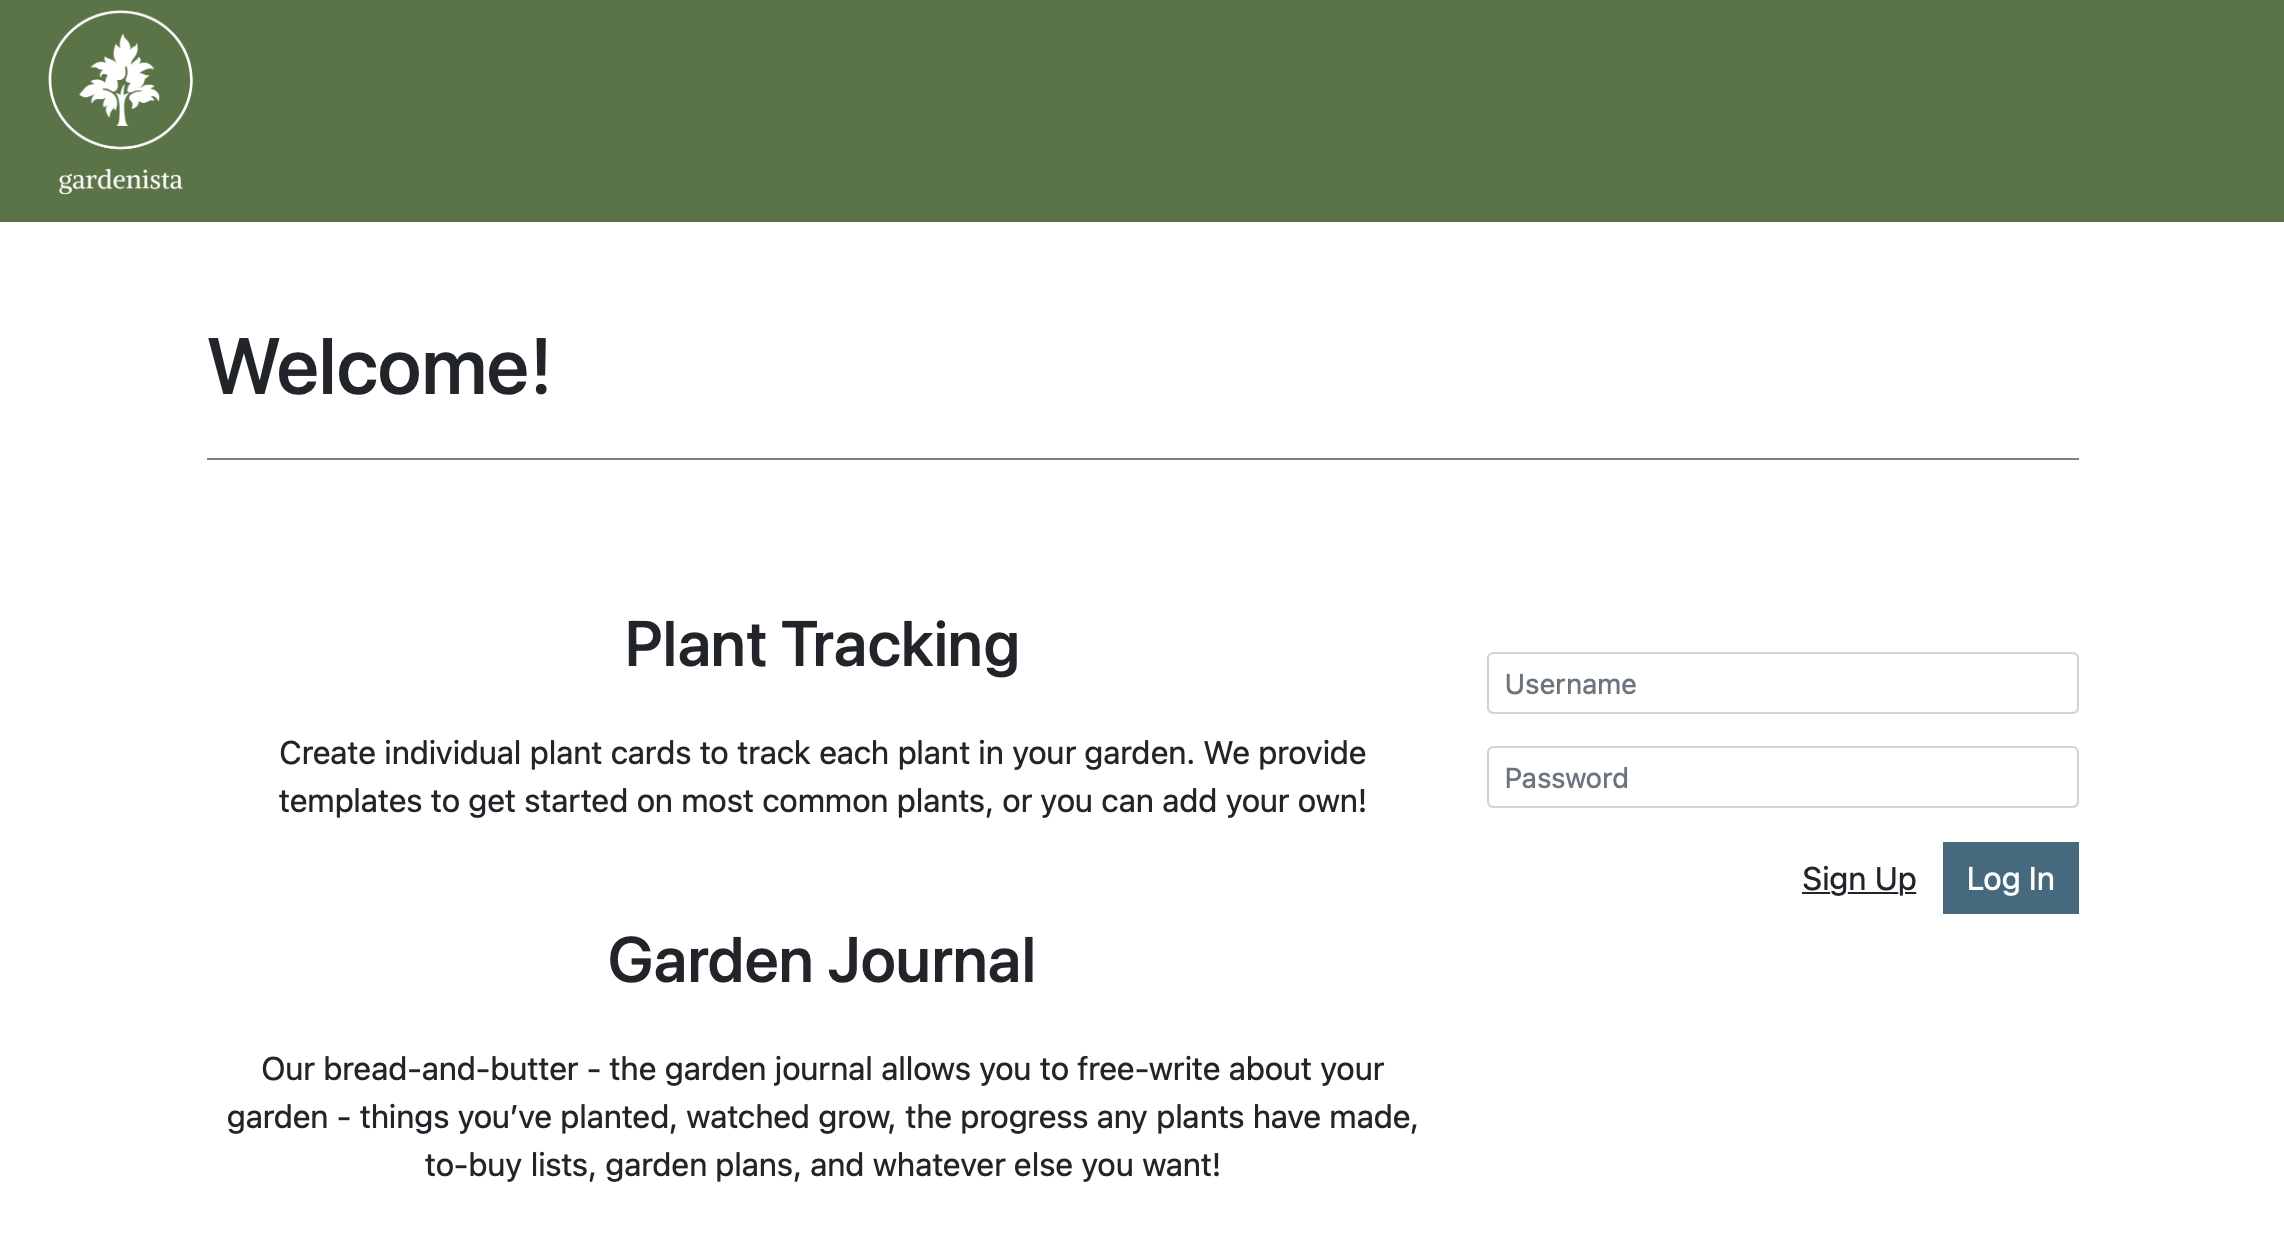 gardenista
Welcome!
Plant Tracking
Create individual plant cards to track each plant in your garden. We provide
templates to get started on most common plants, or you can add your own!
Garden Journal
Our bread-and-butter - the garden journal allows you to free-write about your
garden - things you’ve planted, watched grow, the progress any plants have made,
to-buy lists, garden plans, and whatever else you want!
Username
Password
Sign Up
Log In